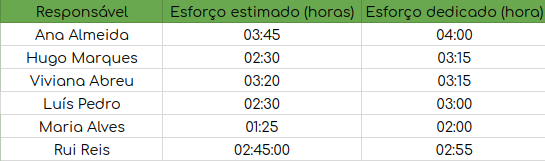 Responsável Esforço estimado (horas) Esforço dedicado (hora)
Ana Almeida 03:45 04:00
Hugo Marques 02:30 03:15
Viviana Abreu 03:20 03:15
Luís Pedro 02:30 03:00
Maria Alves 01:25 02:00
Rui Reis 02:45:00 02:55